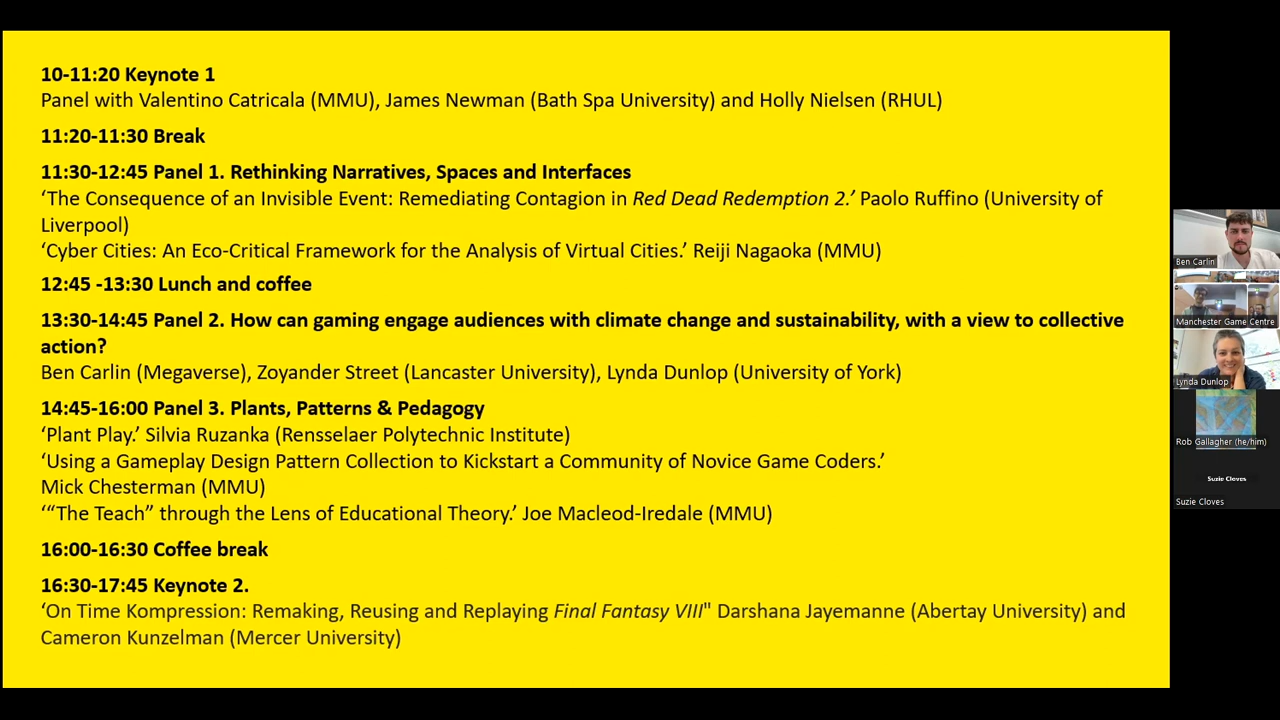 10-11:20 Keynote 1
Panel with Valentino Catricala (MMU), James Newman (Bath Spa University) and Holly Nielsen (RHUL)
11:20-11:30 Break
11:30-12:45 Panel 1. Rethinking Narratives, Spaces and Interfaces
‘The Consequence of an Invisible Event: Remediating Contagion in Red Dead Redemption 2.’ Paolo Ruffino (University of
Liverpool)
‘Cyber Cities: An Eco-Critical Framework for the Analysis of Virtual Cities.’ Reiji Nagaoka (MMU)
12:45 -13:30 Lunch and coffee
13:30-14:45 Panel 2. How can gaming engage audiences with climate change and sustainability, with a view to collective
action?
Ben Carlin (Megaverse), Zoyander Street (Lancaster University), Lynda Dunlop (University of York)
14:45-16:00 Panel 3. Plants, Patterns & Pedagogy
‘Plant Play.’ Silvia Ruzanka (Rensselaer Polytechnic Institute)
‘Using a Gameplay Design Pattern Collection to Kickstart a Community of Novice Game Coders.’
Mick Chesterman (MMU)
‘“The Teach” through the Lens of Educational Theory.’ Joe Macleod-Iredale (MMU)
16:00-16:30 Coffee break
16:30-17:45 Keynote 2.
‘On Time Kompression: Remaking, Reusing and Replaying Final Fantasy VIII" Darshana Jayemanne (Abertay University) and
Cameron Kunzelman (Mercer University)
Ben Carlin
Manchester Game Centre
Lynda Dunlop
Rob Gallagher (he/him)
Suzie Cloves
Suzie Cloves